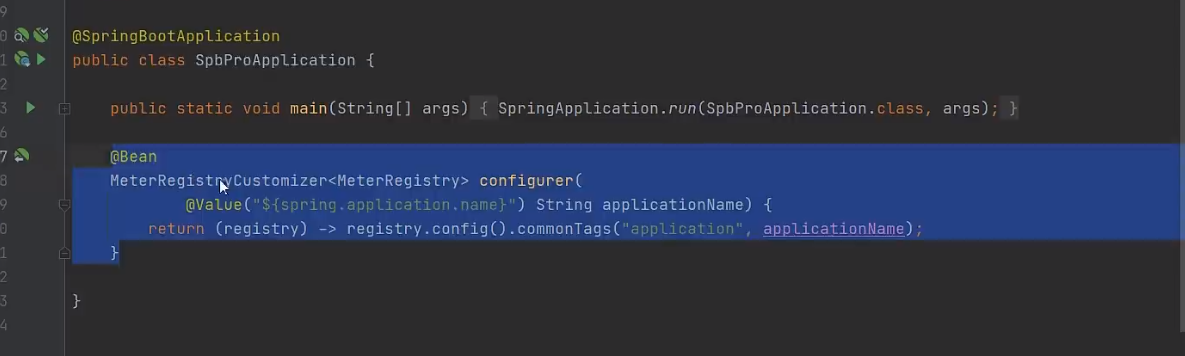 9
0 @SpringBootApplication
1 public class SpbProApplication {
2
3 public static void main(String[] args) { SpringApplication.run(SpbProApplication.class, args); }
6
7 @Bean
8 MeterRegistryCustomizer<MeterRegistry> configurer(
9 @Value("${spring.application.name}") String applicationName) {
0 return (registry) -> registry.config().commonTags("application", applicationName);
1 }
2
3 }
4